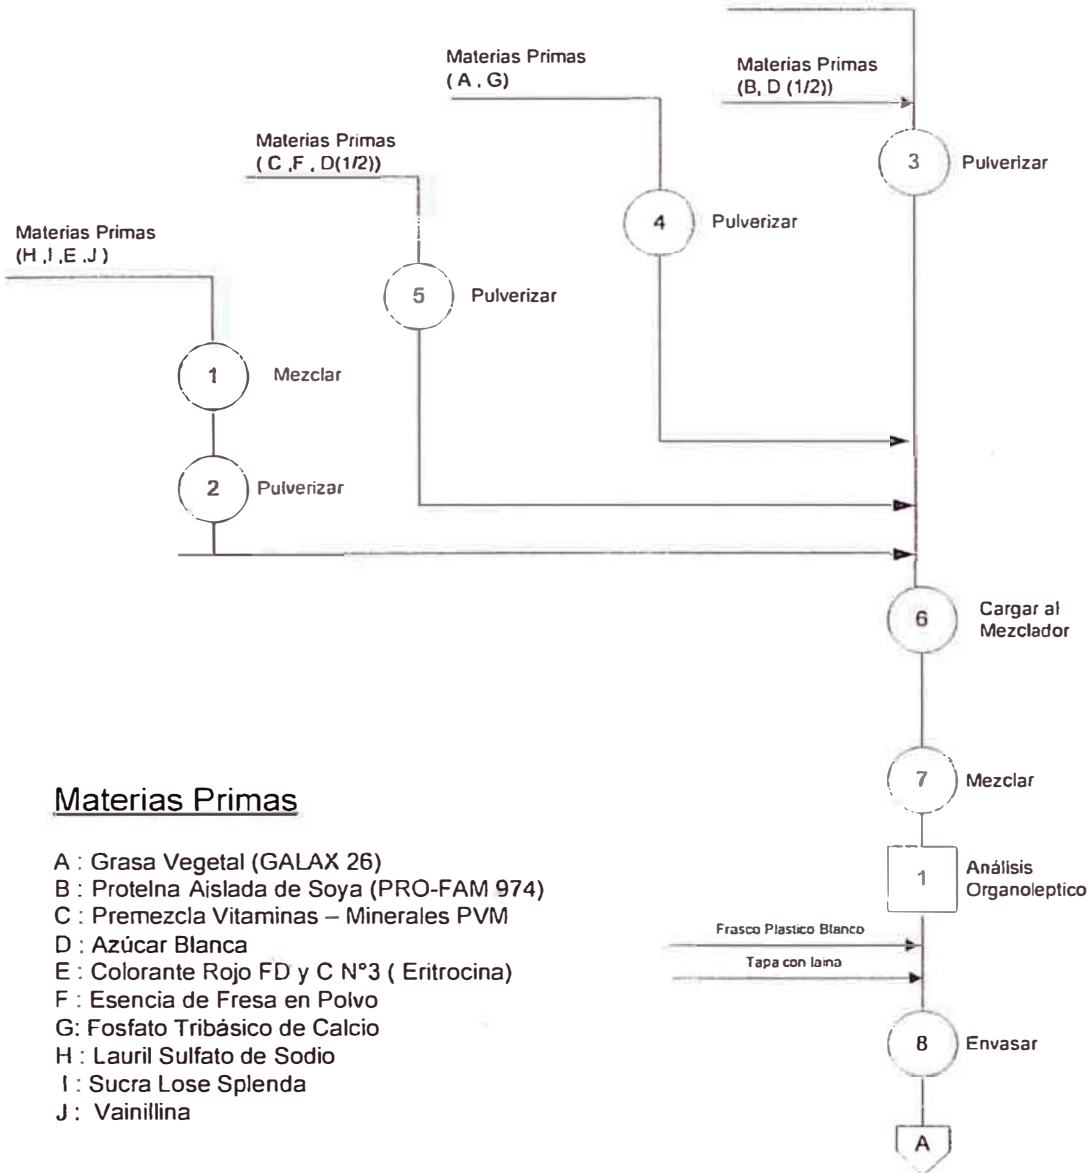 Materias Primas
( A , G)
Materias Primas
(B, D (1/2))
Materias Primas
( C ,F , D(1/2))
Materias Primas
(H ,I ,E ,J )
3
Pulverizar
4
Pulverizar
5
Pulverizar
1
Mezclar
2
Pulverizar
6
Cargar al
Mezclador
7
Mezclar
1
Análisis
Organoleptico
Frasco Plastico Blanco
Tapa con laina
8
Envasar
A
Materias Primas
A : Grasa Vegetal (GALAX 26)
B : Proteína Aislada de Soya (PRO-FAM 974)
C : Premezcla Vitaminas – Minerales PVM
D : Azúcar Blanca
E : Colorante Rojo FD y C N°3 ( Eritrocina)
F : Esencia de Fresa en Polvo
G: Fosfato Tribásico de Calcio
H : Lauril Sulfato de Sodio
I : Sucra Lose Splenda
J : Vainillina